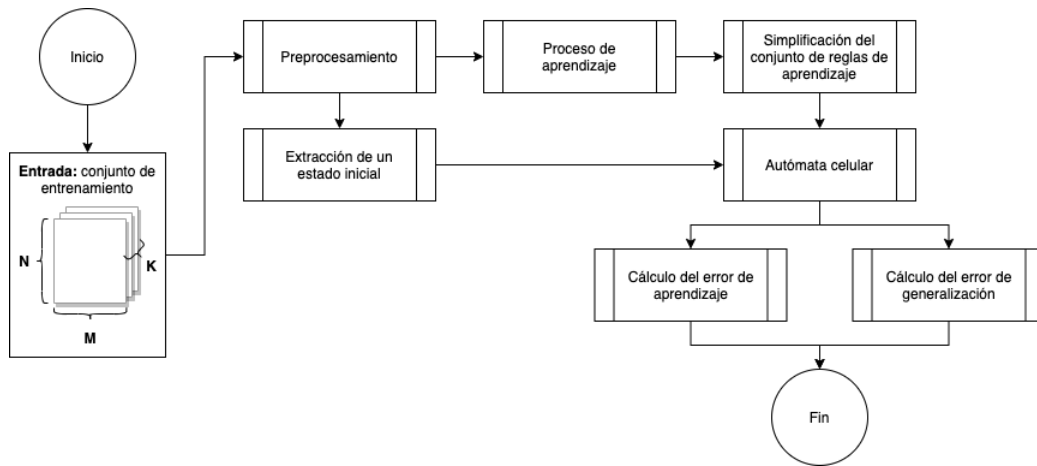 Inicio
Entrada: conjunto de
entrenamiento
N
K
M
Preprocesamiento
Proceso de
aprendizaje
Simplificación del
conjunto de reglas de
aprendizaje
Extracción de un
estado inicial
Autómata celular
Cálculo del error de
aprendizaje
Cálculo del error de
generalización
Fin